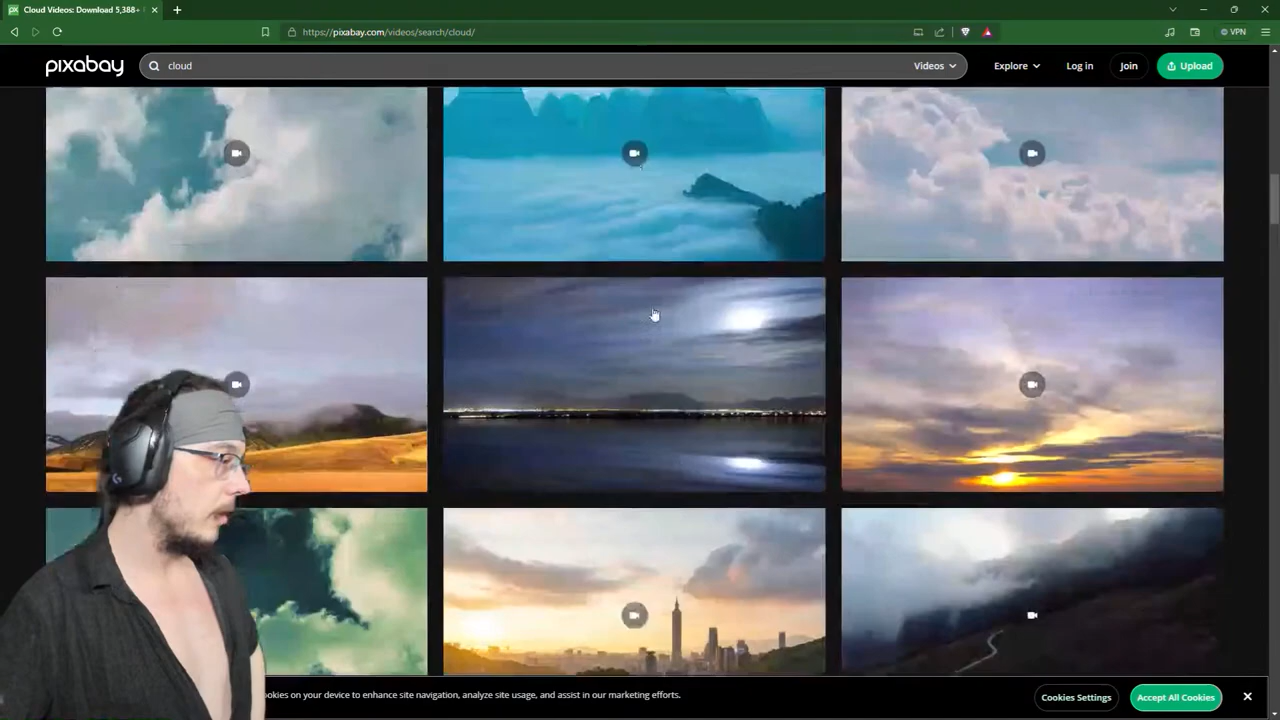 Cloud Videos: Download 5,388+
https://pixabay.com/videos/search/cloud/
VPN
pixabay
cloud
Videos
Explore
Log in
Join
Upload
ookies on your device to enhance site navigation, analyze site usage, and assist in our marketing efforts.
Cookies Settings
Accept All Cookies